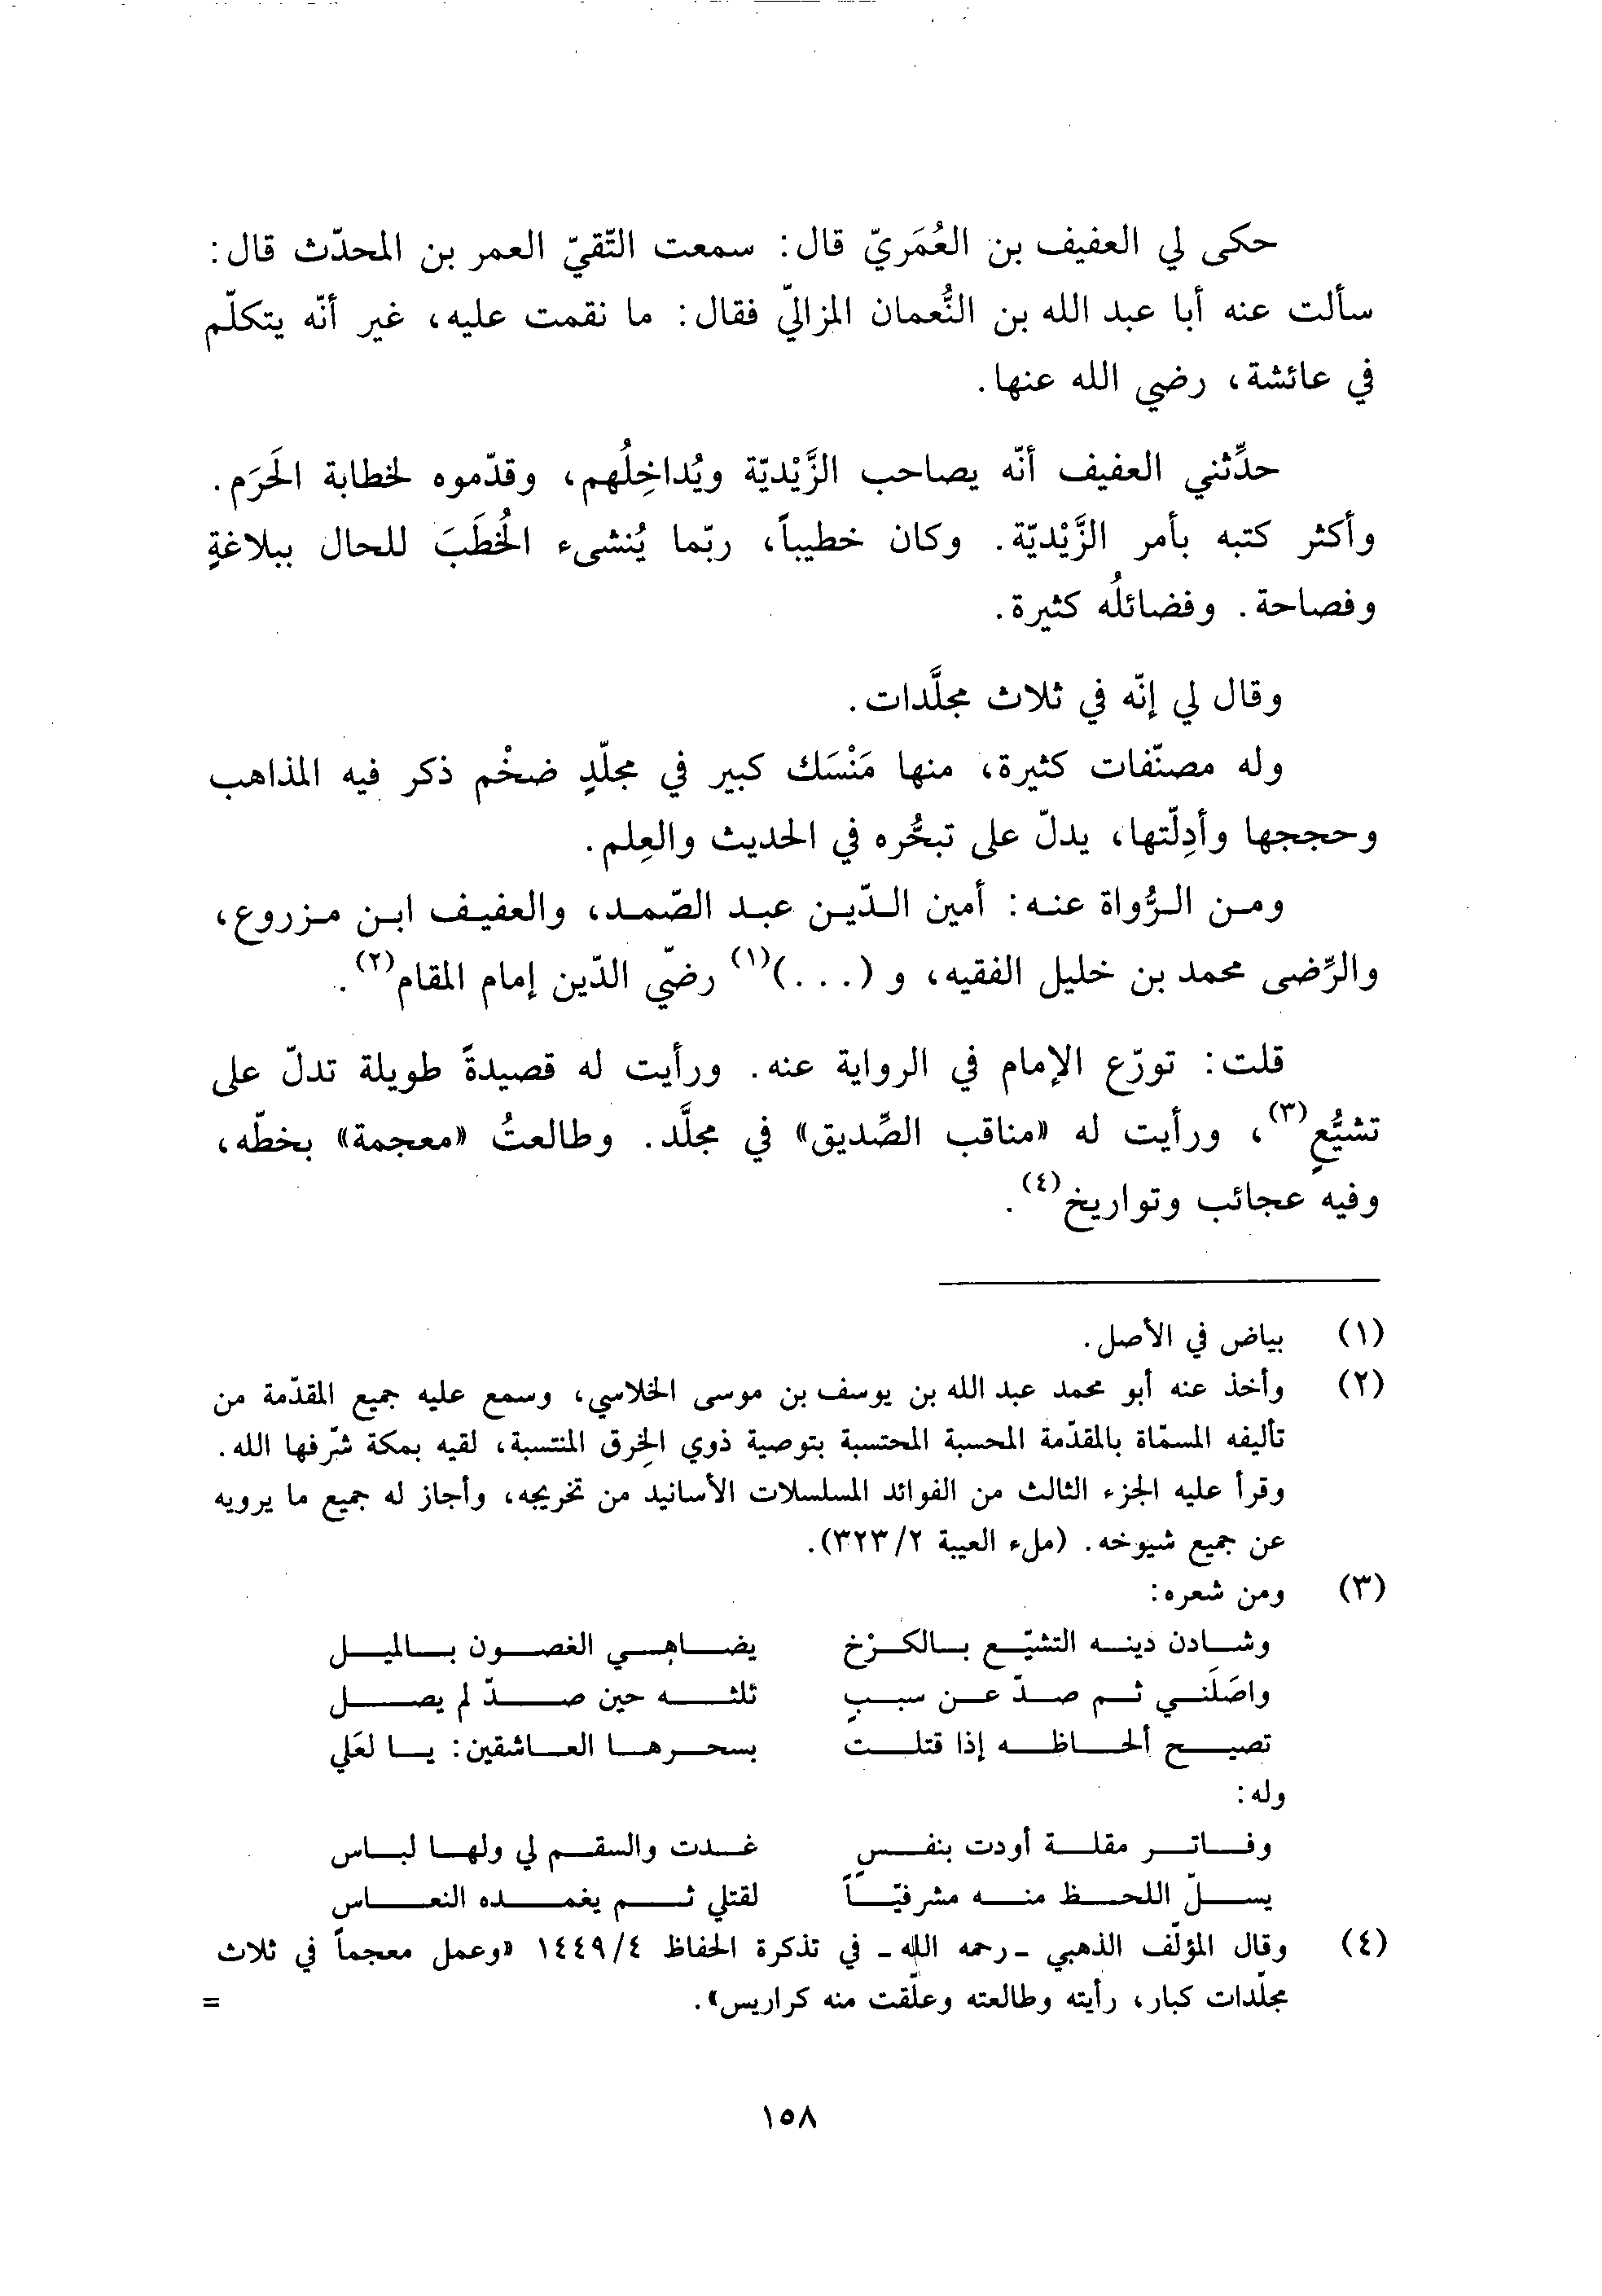 حكى لي العفيف بن العُمَريّ قال: سمعت التّقيّ العمر بن المحدّث قال:
سألت عنه أبا عبد الله بن النُّعمان المزاليّ فقال: ما نقمت عليه، غير أنّه يتكلّم
في عائشة، رضي الله عنها.
حدِّثني العفيف أنّه يصاحب الزَّيْديّة ويُداخِلُهم، وقدّموه لخطابة الحَرَم.
وأكثر كتبه بأمر الزَّيْديّة. وكان خطيباً، ربّما يُنشىء الخُطَبَ للحال ببلاغةٍ
وفصاحة. وفضائلُه كثيرة.
وقال لي إنّه في ثلاث مجلَّدات.
وله مصنّفات كثيرة، منها مَنْسَك كبير في مجلّدٍ ضخْم ذكر فيه المذاهب
وحججها وأدِلّتها، يدلّ على تبحُّره في الحديث والعِلم.
ومن الرُّواة عنه: أمين الدّين عبد الصّمد، والعفيف ابن مزروع،
والرِّضى محمد بن خليل الفقيه، و (...)(١) رضيّ الدّين إمام المقام(٢).
قلت: تورّع الإمام في الرواية عنه. ورأيت له قصيدةً طويلة تدلّ على
تشيُّعٍ(٣)، ورأيت له «مناقب الصِّديق» في مجلَّد. وطالعتُ «معجمة» بخطّه،
وفيه عجائب وتواريخ(٤).
(١) بياض في الأصل.
(٢) وأخذ عنه أبو محمد عبد الله بن يوسف بن موسى الخلاسي، وسمع عليه جميع المقدّمة من
تأليفه المسمّاة بالمقدّمة المحسبة المحتسبة بتوصية ذوي الخِرق المنتسبة، لقيه بمكة شرّفها الله.
وقرأ عليه الجزء الثالث من الفوائد المسلسلات الأسانيد من تخريجه، وأجاز له جميع ما يرويه
عن جميع شيوخه. (ملء العيبة ٢/ ٣٢٣).
(٣) ومن شعره:
وشادن دينه التشيّع بالكرْخ يضاهي الغصون بالميل
واصَلَني ثم صدّ عن سببٍ ثلثه حين صدّ لم يصل
تصيح ألحاظه إذا قتلت بسحرها العاشقين: يا لعَلي
وله:
وفاتر مقلة أودت بنفسٍ غدت والسقم لي ولها لباس
يسلّ اللحظ منه مشرفيّاً لقتلي ثم يغمده النعاس
(٤) وقال المؤلّف الذهبي ـ رحمه الله ـ في تذكرة الحفاظ ٤/ ١٤٤٩ «وعمل معجماً في ثلاث
مجلّدات كبار، رأيته وطالعته وعلّقت منه كراريس». =
١٥٨